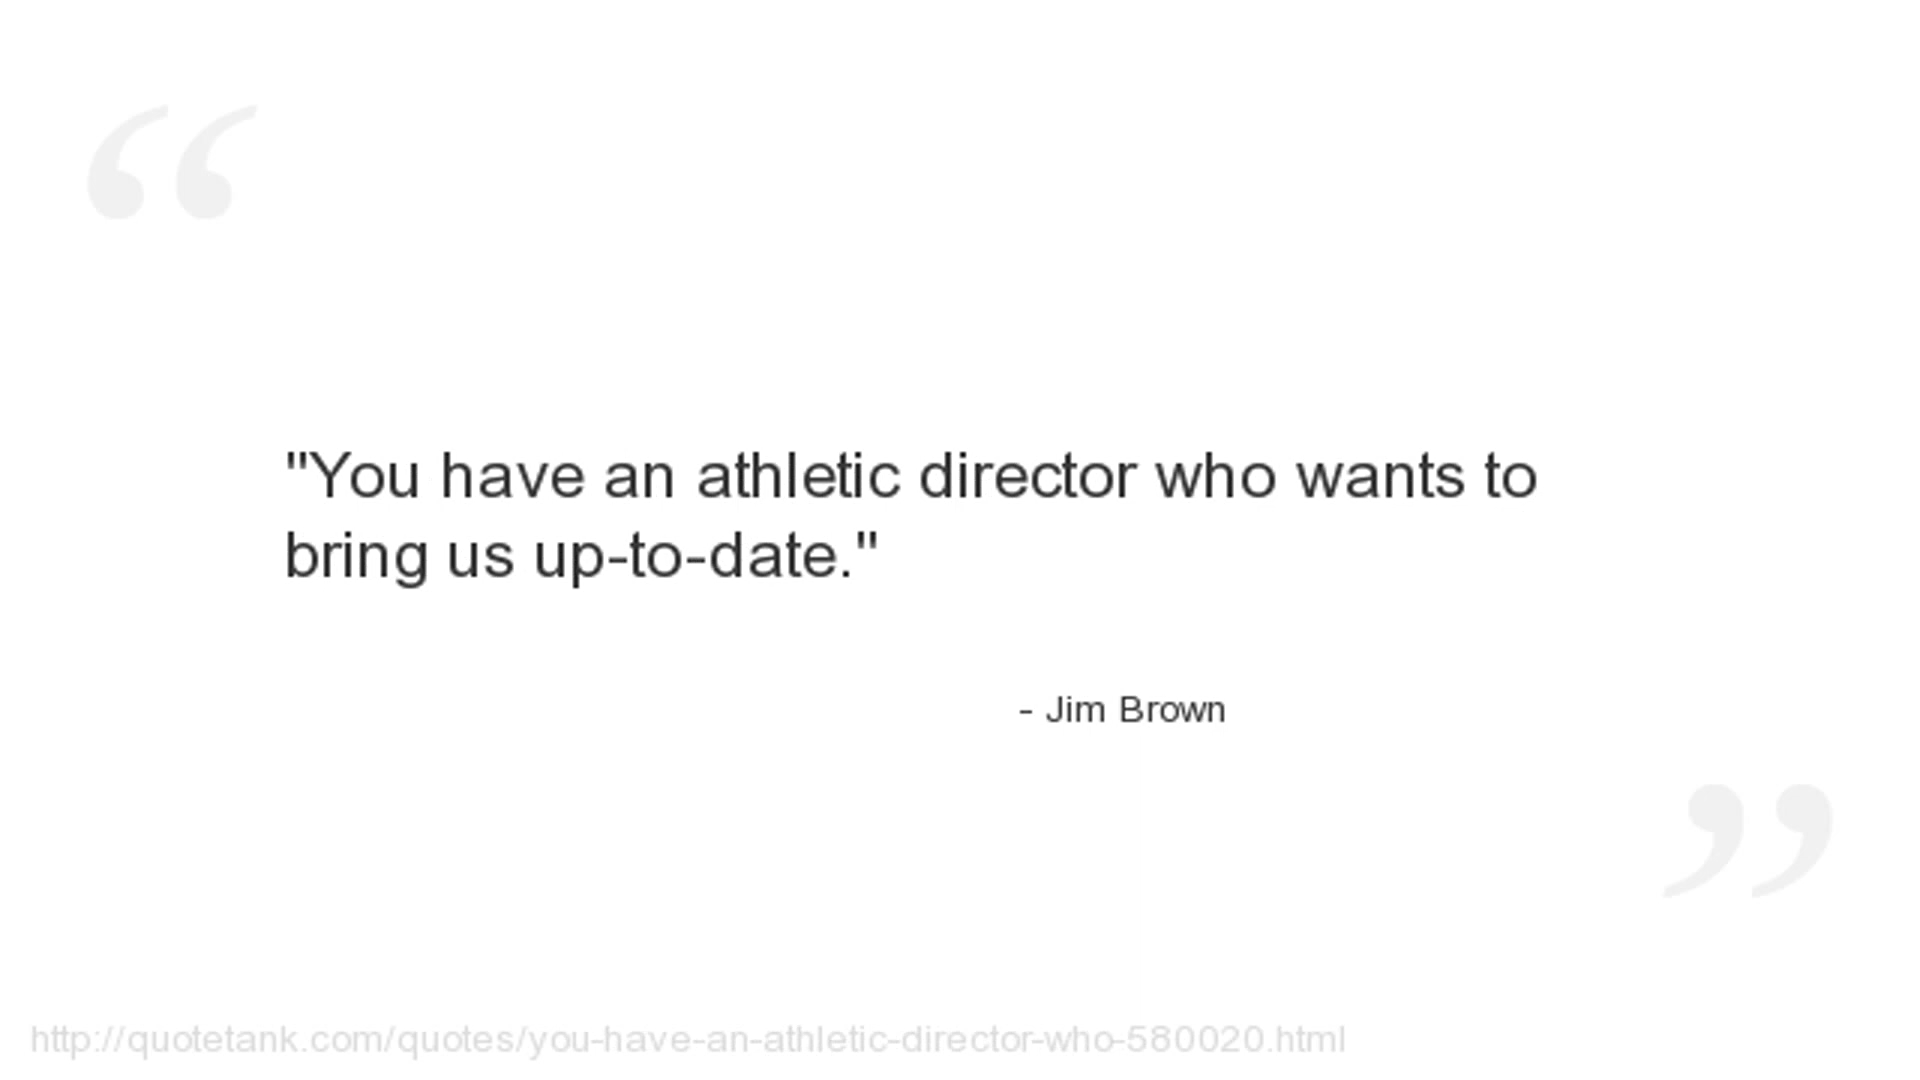 "You have an athletic director who wants to
bring us up-to-date."
- Jim Brown
http://quotetank.com/quotes/you-have-an-athletic-director-who-580020.html